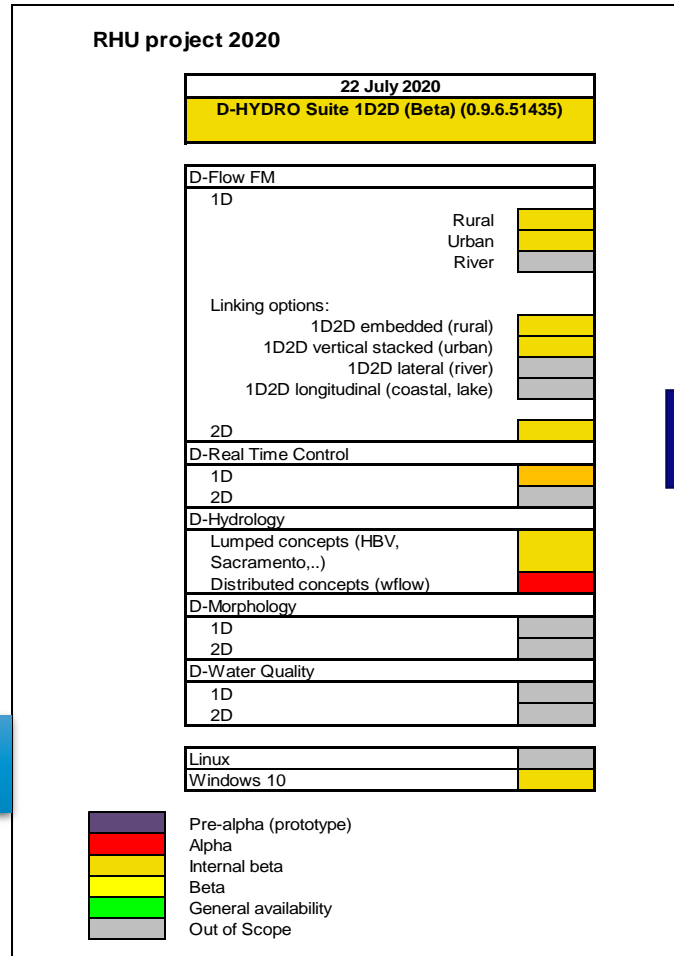 RHU project 2020
22 July 2020
D-HYDRO Suite 1D2D (Beta) (0.9.6.51435)
D-Flow FM
1D
Rural
Urban
River
Linking options:
1D2D embedded (rural)
1D2D vertical stacked (urban)
1D2D lateral (river)
1D2D longitudinal (coastal, lake)
2D
D-Real Time Control
1D
2D
D-Hydrology
Lumped concepts (HBV,
Sacramento,..)
Distributed concepts (wflow)
D-Morphology
1D
2D
D-Water Quality
1D
2D
Linux
Windows 10
Pre-alpha (prototype)
Alpha
Internal beta
Beta
General availability
Out of Scope